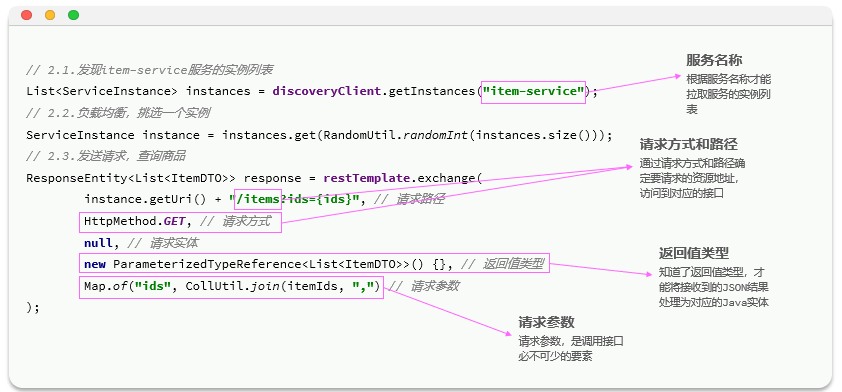 // 2.1.发现item-service服务的实例列表
List<ServiceInstance> instances = discoveryClient.getInstances("item-service");
// 2.2.负载均衡，挑选一个实例
ServiceInstance instance = instances.get(RandomUtil.randomInt(instances.size()));
// 2.3.发送请求，查询商品
ResponseEntity<List<ItemDTO>> response = restTemplate.exchange(
instance.getUri() + "/items?ids={ids}", // 请求路径
HttpMethod.GET, // 请求方式
null, // 请求实体
new ParameterizedTypeReference<List<ItemDTO>>() {}, // 返回值类型
Map.of("ids", CollUtil.join(itemIds, ",") // 请求参数
);
服务名称
根据服务名称才能
拉取服务的实例列
表
请求方式和路径
通过请求方式和路径确
定要请求的资源地址，
访问到对应的接口
返回值类型
知道了返回值类型，才
能将接收到的JSON结果
处理为对应的Java实体
请求参数
请求参数，是调用接口
必不可少的要素